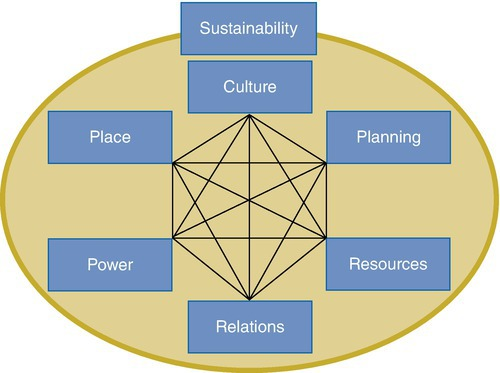 Sustainability
Culture
Place
Planning
Power
Resources
Relations